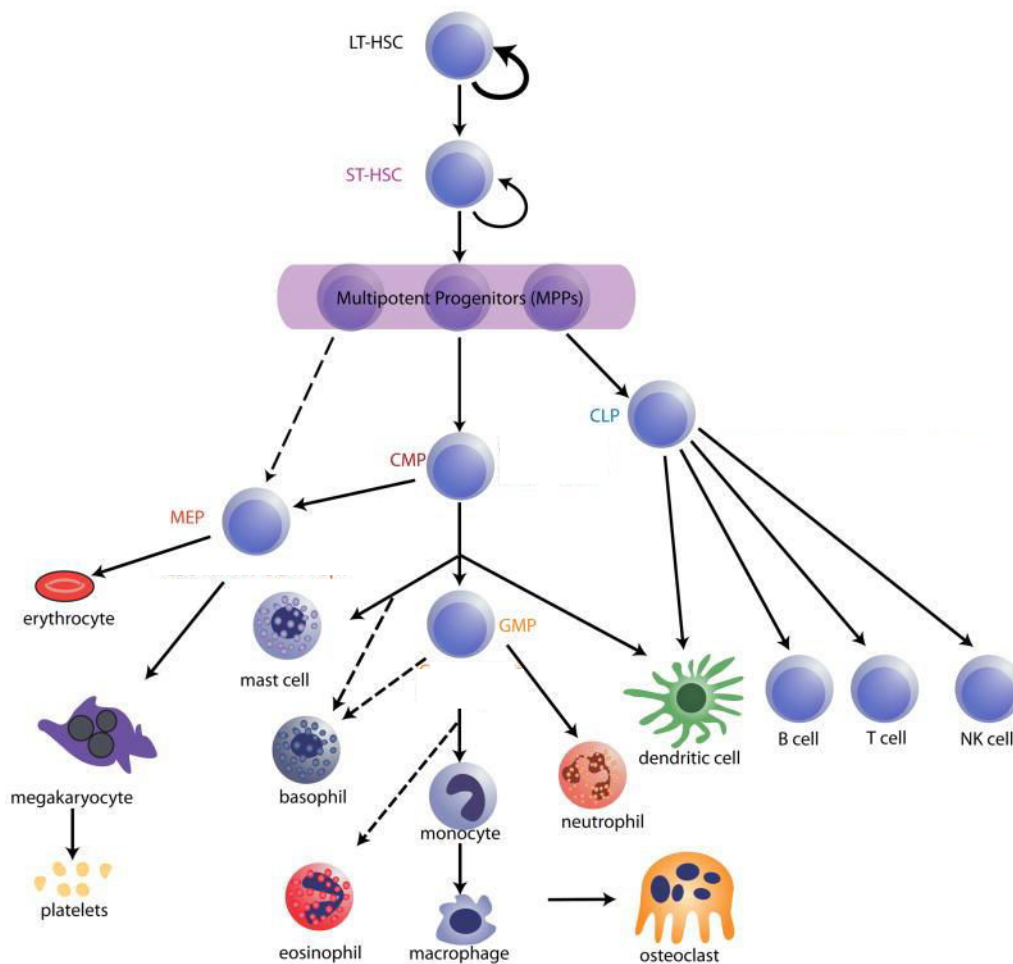 LT-HSC
ST-HSC
Multipotent Progenitors (MPPs)
CLP
CMP
MEP
erythrocyte
GMP
mast cell
B cell
T cell
NK cell
dendritic cell
megakaryocyte
basophil
neutrophil
monocyte
platelets
eosinophil
macrophage
osteoclast